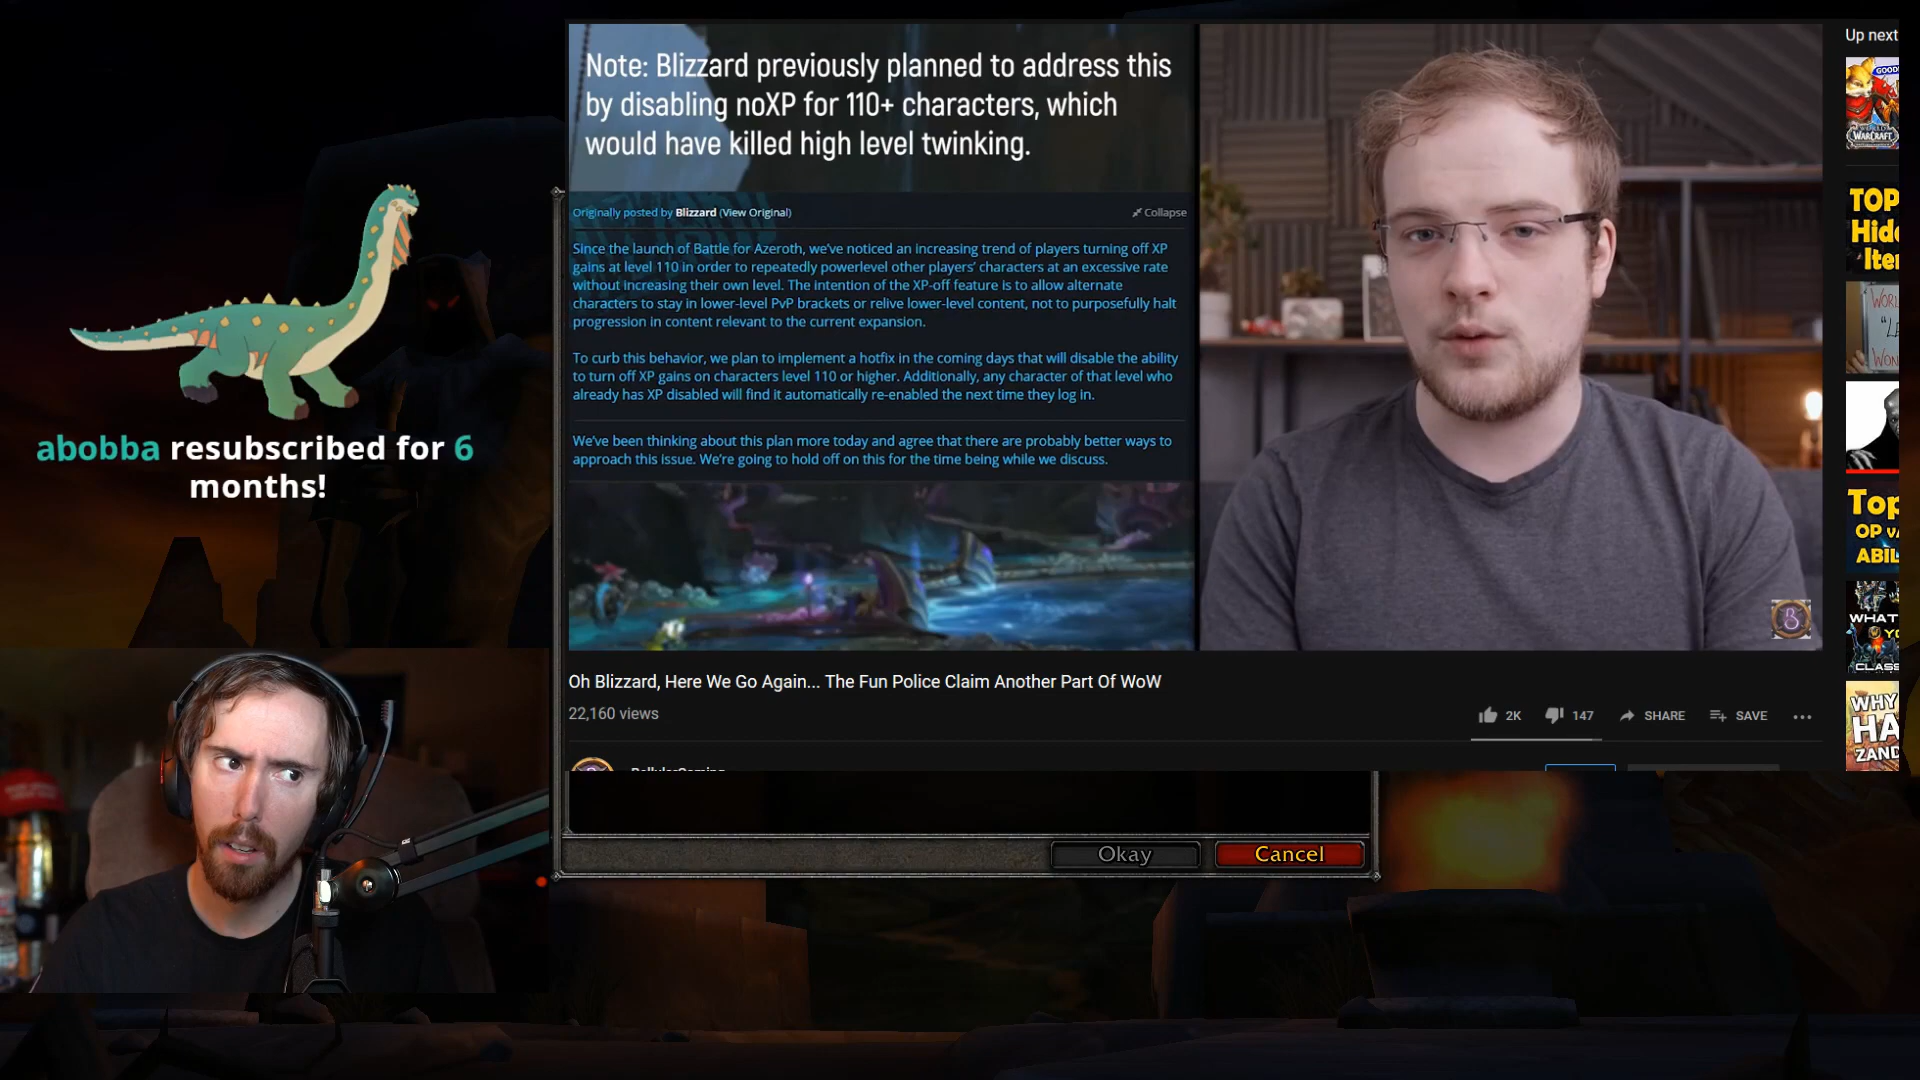 Note: Blizzard previously planned to address this
by disabling noXP for 110+ characters, which
would have killed high level twinking.
Originally posted by Blizzard (View Original)
Collapse
Since the launch of Battle for Azeroth, we've noticed an increasing trend of players turning off XP
gains at level 110 in order to repeatedly powerlevel other players' characters at an excessive rate
without increasing their own level. The intention of the XP-off feature is to allow alternate
characters to stay in lower-level PvP brackets or relive lower-level content, not to purposefully halt
progression in content relevant to the current expansion.
To curb this behavior, we plan to implement a hotfix in the coming days that will disable the ability
to turn off XP gains on characters level 110 or higher. Additionally, any character of that level who
already has XP disabled will find it automatically re-enabled the next time they log in.
We've been thinking about this plan more today and agree that there are probably better ways to
approach this issue. We're going to hold off on this for the time being while we discuss.
abobba resubscribed for 6
months!
B
Oh Blizzard, Here We Go Again... The Fun Police Claim Another Part Of WoW
22,160 views
2K
147
SHARE
SAVE
Okay
Cancel
Up next
GOOD
WARCRAFT
TOP
Hid
Ite
WON
Top
OP
ABIL
WHAT
CLASS
WHY
HA
ZAND